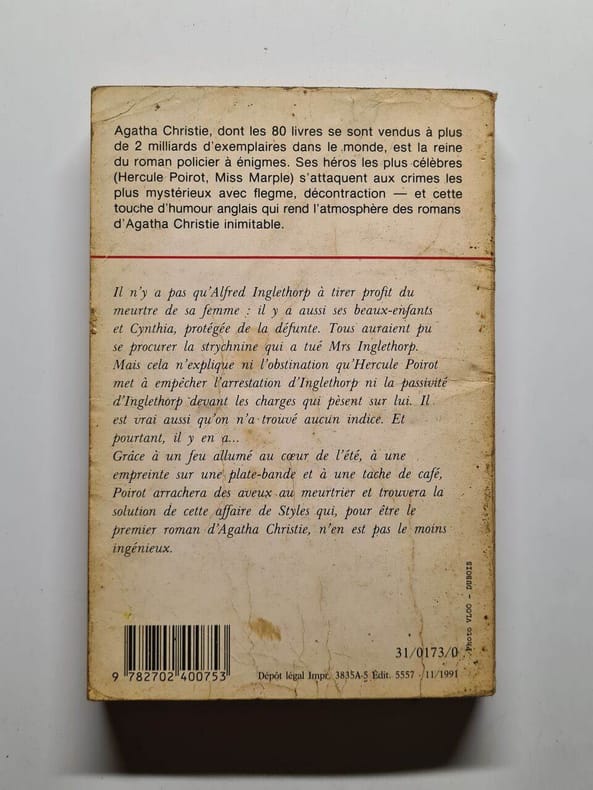 Agatha Christie, dont les 80 livres se sont vendus à plus
de 2 milliards d'exemplaires dans le monde, est la reine
du roman policier à énigmes. Ses héros les plus célèbres
(Hercule Poirot, Miss Marple) s'attaquent aux crimes les
plus mystérieux avec flegme, décontraction — et cette
touche d'humour anglais qui rend l'atmosphère des romans
d'Agatha Christie inimitable.
Il n'y a pas qu'Alfred Inglethorp à tirer profit du
meurtre de sa femme : il y a aussi ses beaux-enfants
et Cynthia, protégée de la défunte. Tous auraient pu
se procurer la strychnine qui a tué Mrs Inglethorp.
Mais cela n'explique ni l'obstination qu'Hercule Poirot
met à empêcher l'arrestation d'Inglethorp ni la passivité
d'Inglethorp devant les charges qui pèsent sur lui. Il
est vrai aussi qu'on n'a trouvé aucun indice. Et
pourtant, il y en a...
Grâce à un feu allumé au cœur de l'été, à une
empreinte sur une plate-bande et à une tache de café,
Poirot arrachera des aveux au meurtrier et trouvera la
solution de cette affaire de Styles qui, pour être le
premier roman d'Agatha Christie, n'en est pas le moins
ingénieux.
Photo VLOO - DUBOIS
31/0173/0
9 782702 400753
Dépôt légal Impr. 3835A-5 Édit. 5557 - 11/1991